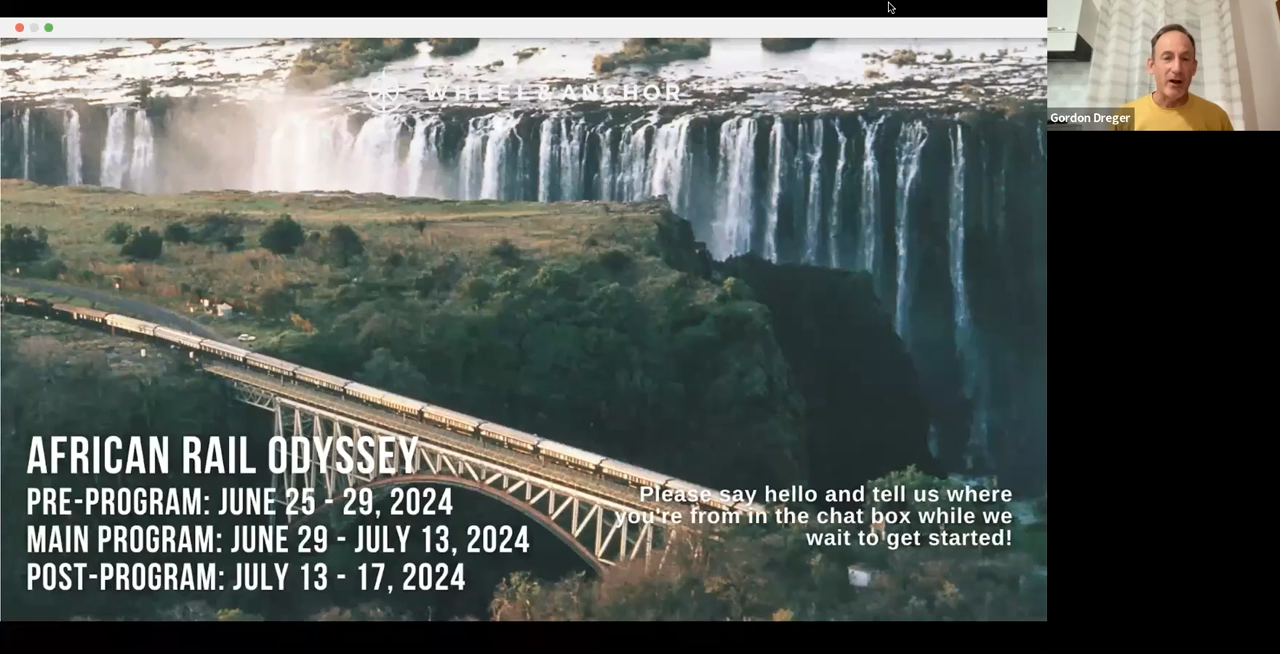 WHEEL & ANCHOR
Gordon Dreger
AFRICAN RAIL ODYSSEY
PRE-PROGRAM: JUNE 25 - 29, 2024
MAIN PROGRAM: JUNE 29 - JULY 13, 2024
POST-PROGRAM: JULY 13 - 17, 2024
Please say hello and tell us where
you're from in the chat box while we
wait to get started!